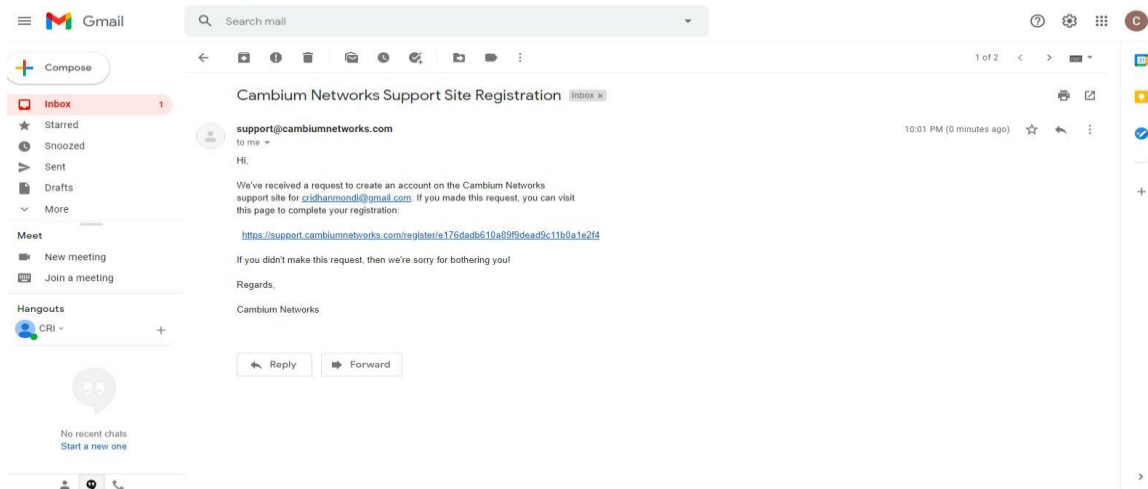 Gmail
Search mail
C
Compose
1 of 2
Inbox 1
Starred
Snoozed
Sent
Drafts
More
Meet
New meeting
Join a meeting
Hangouts
CRI
No recent chats
Start a new one
Cambium Networks Support Site Registration Inbox x
support@cambiumnetworks.com 10:01 PM (0 minutes ago)
to me
Hi,
We've received a request to create an account on the Cambium Networks
support site for cridhanmondi@gmail.com. If you made this request, you can visit
this page to complete your registration:
https://support.cambiumnetworks.com/register/e176dadb610a89f9dead9c11b0a1e2f4
If you didn't make this request, then we're sorry for bothering you!
Regards,
Cambium Networks
Reply Forward